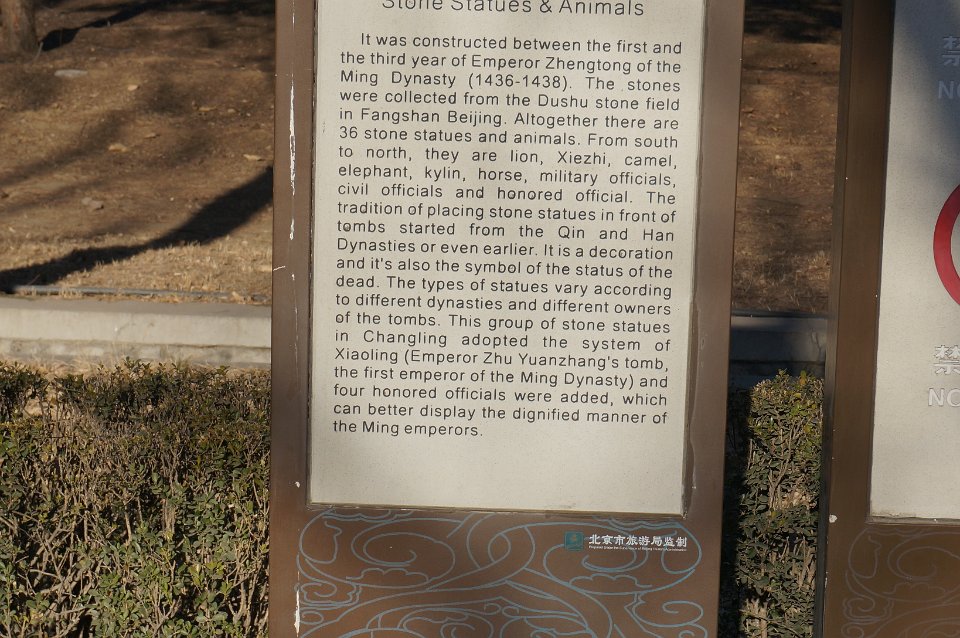 Stone Statues & Animals
It was constructed between the first and
the third year of Emperor Zhengtong of the
Ming Dynasty (1436-1438). The stones
were collected from the Dushu stone field
in Fangshan Beijing. Altogether there are
36 stone statues and animals. From south
to north, they are lion, Xiezhi, camel,
elephant, kylin, horse, military officials,
civil officials and honored official. The
tradition of placing stone statues in front of
tombs started from the Qin and Han
Dynasties or even earlier. It is a decoration
and it's also the symbol of the status of the
dead. The types of statues vary according
to different dynasties and different owners
of the tombs. This group of stone statues
in Changling adopted the system of
Xiaoling (Emperor Zhu Yuanzhang's tomb,
the first emperor of the Ming Dynasty) and
four honored officials were added, which
can better display the dignified manner of
the Ming emperors.
北京市旅游局监制
禁
NO
禁
NO